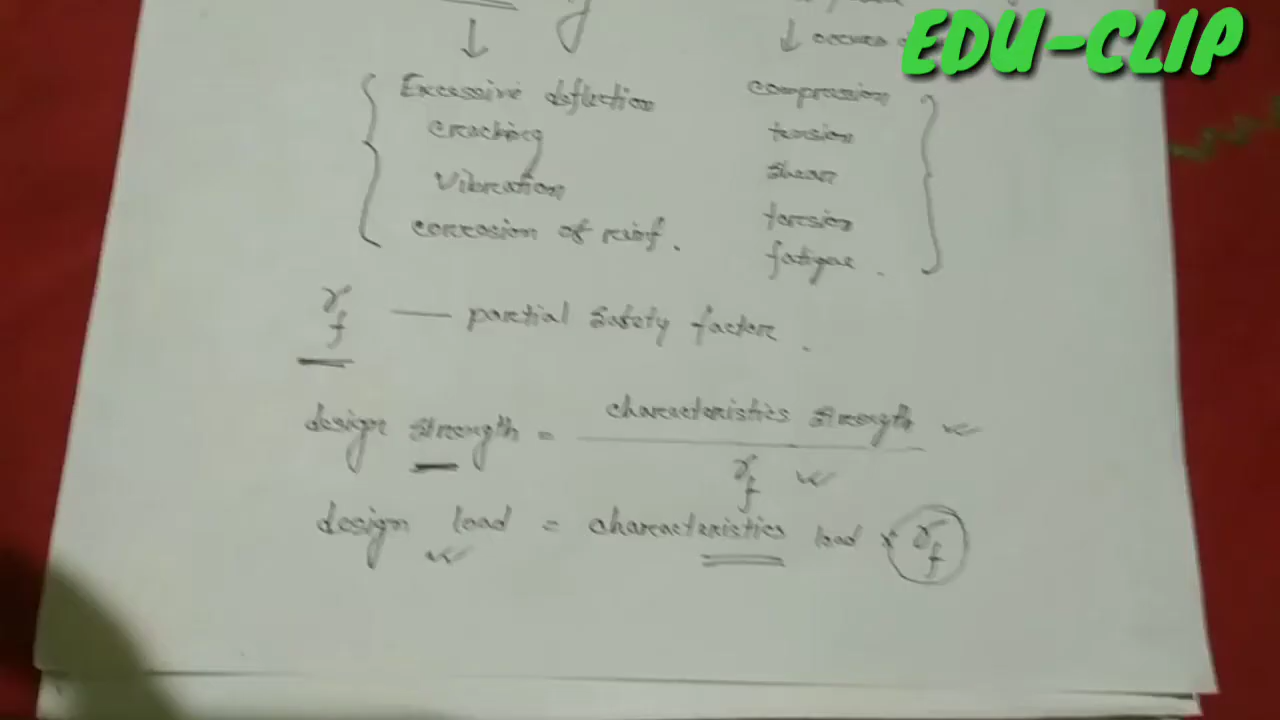 EDU-CLIP
↓ ↓ occurs
Excessive deflection compression
Cracking tension
Vibration shear
corrosion of reinf. torsion
fatigue.
γf — partial safety factors.
design strength = characteristics strength
γf
design load = characteristics load × γf